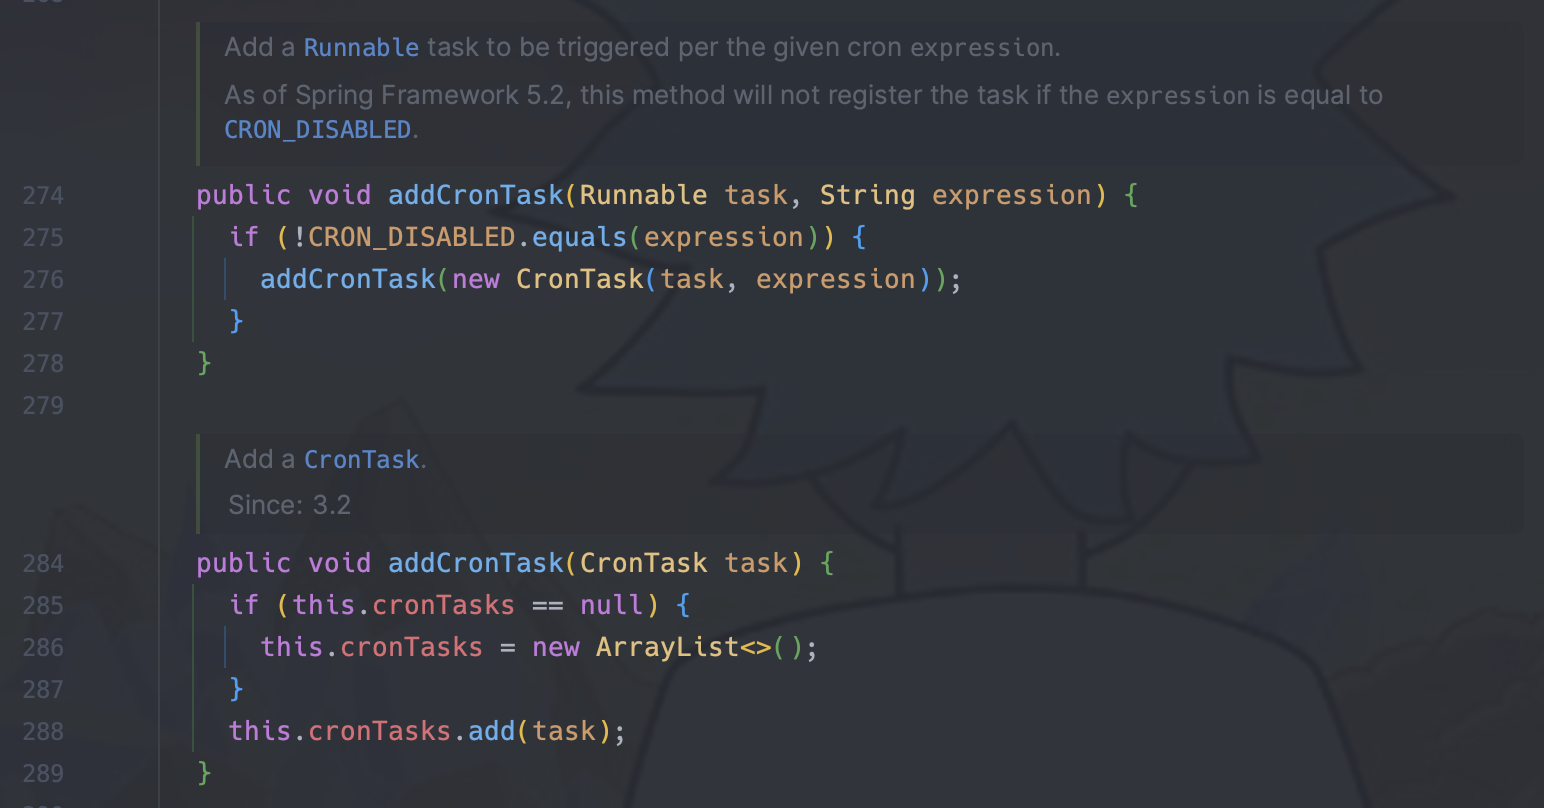 Add a Runnable task to be triggered per the given cron expression.
As of Spring Framework 5.2, this method will not register the task if the expression is equal to
CRON_DISABLED.
274 public void addCronTask(Runnable task, String expression) {
275 if (!CRON_DISABLED.equals(expression)) {
276 addCronTask(new CronTask(task, expression));
277 }
278 }
279
Add a CronTask.
Since: 3.2
284 public void addCronTask(CronTask task) {
285 if (this.cronTasks == null) {
286 this.cronTasks = new ArrayList<>();
287 }
288 this.cronTasks.add(task);
289 }